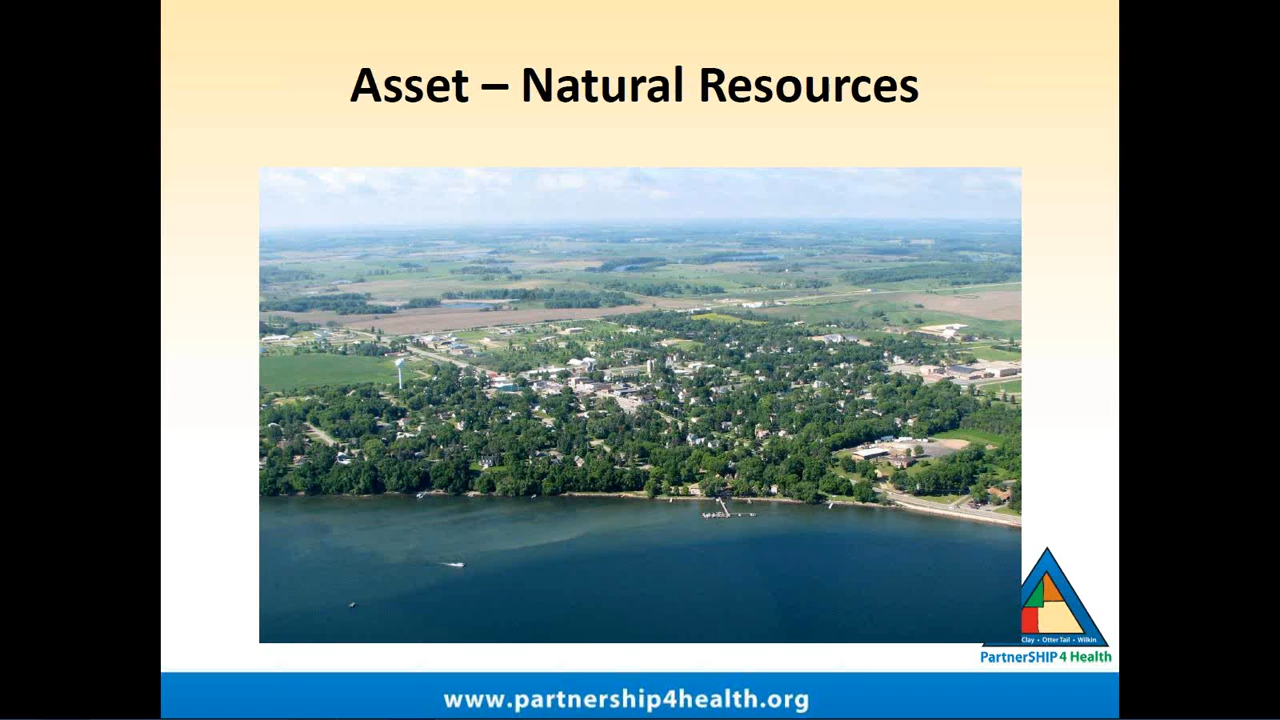 Asset – Natural Resources
Clay • Otter Tail • Wilkin
PartnerSHIP 4 Health
www.partnership4health.org